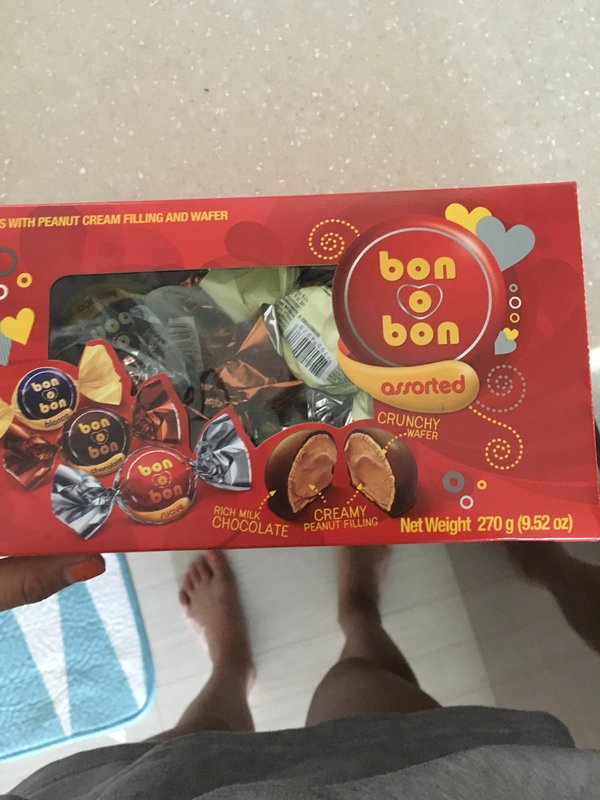 S WITH PEANUT CREAM FILLING AND WAFER
bon
o
bon
assorted
CRUNCHY
WAFER
bon
o
bon
blanco
bon
o
bon
chocolate
bon
o
bon
suave
RICH MILK
CHOCOLATE
CREAMY
PEANUT FILLING
Net Weight 270 g (9.52 oz)